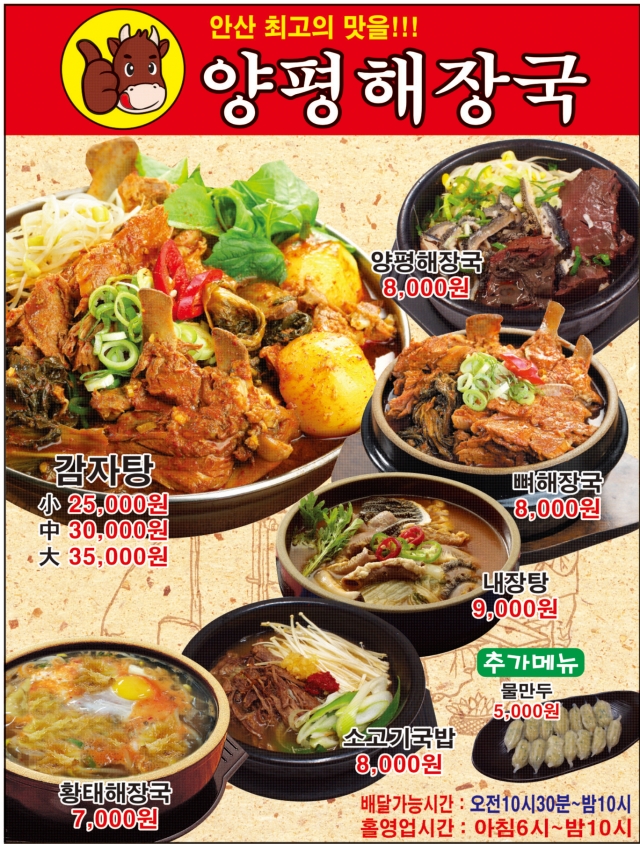 안산 최고의 맛을!!!
양평해장국
양평해장국
8,000원
감자탕
小 25,000원
中 30,000원
大 35,000원
뼈해장국
8,000원
내장탕
9,000원
추가메뉴
물만두
5,000원
소고기국밥
8,000원
황태해장국
7,000원
배달가능시간 : 오전10시30분~밤10시
홀영업시간 : 아침6시~밤10시